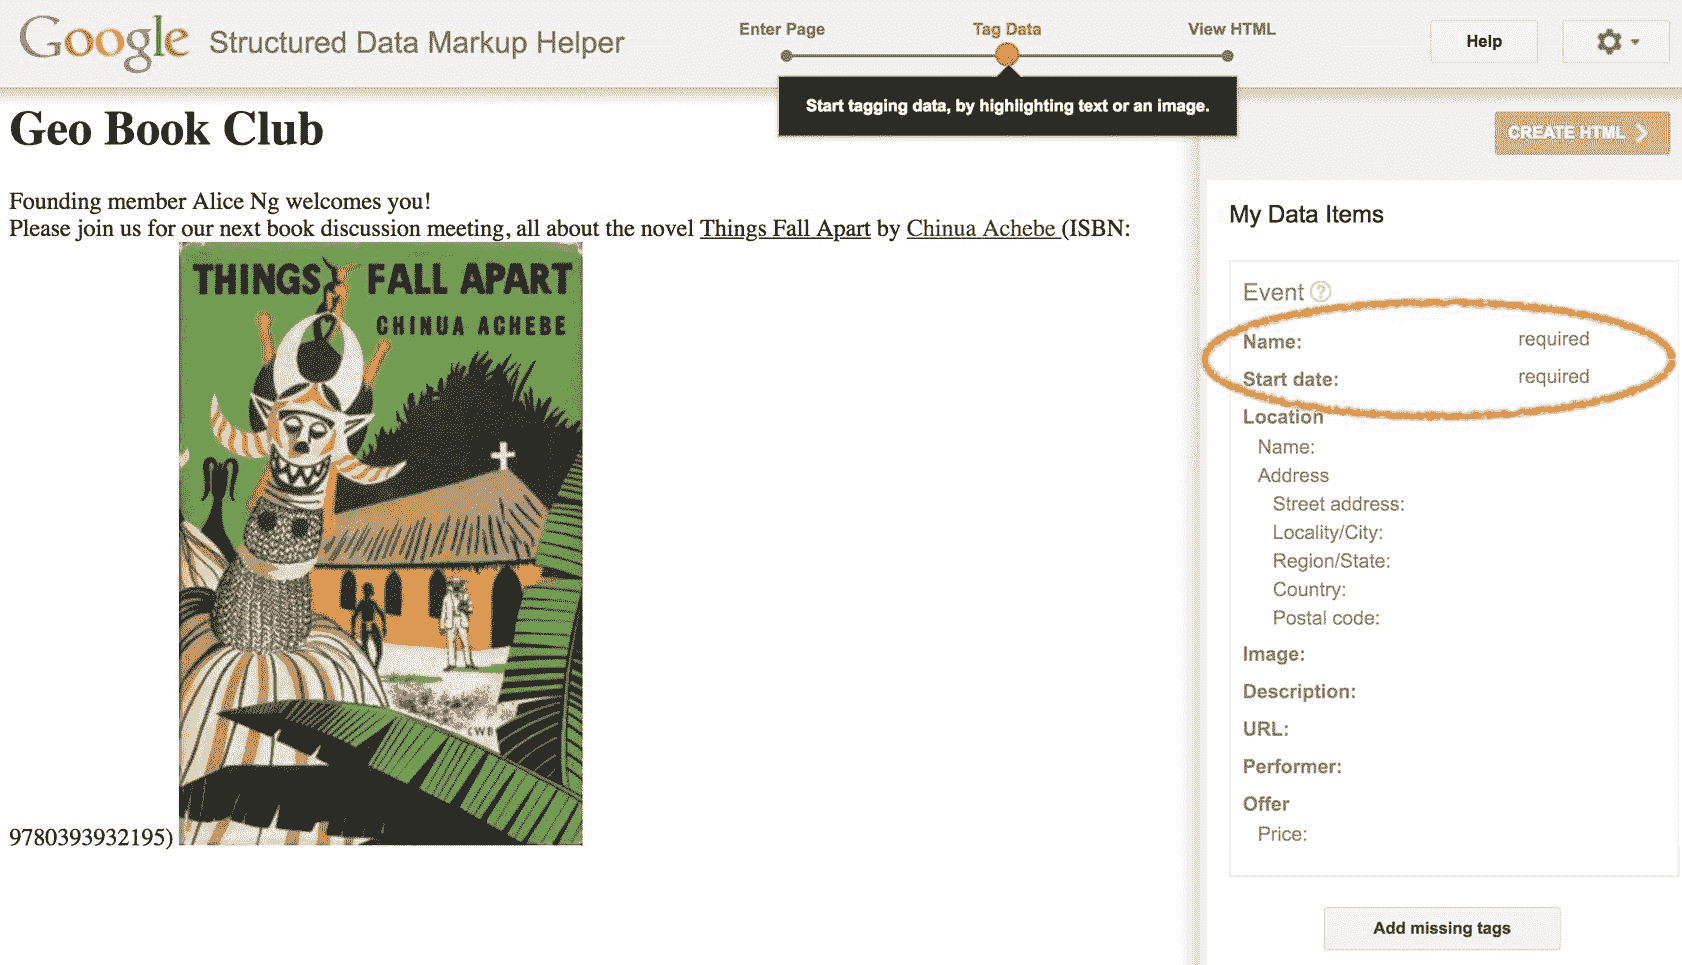 Google Structured Data Markup Helper
Enter Page
Tag Data
View HTML
Help
Start tagging data, by highlighting text or an image.
CREATE HTML
Geo Book Club
Founding member Alice Ng welcomes you!
Please join us for our next book discussion meeting, all about the novel Things Fall Apart by Chinua Achebe (ISBN:
THINGS FALL APART
CHINUA ACHEBE
CWB
9780393932195)
My Data Items
Event ?
Name: required
Start date: required
Location
Name:
Address
Street address:
Locality/City:
Region/State:
Country:
Postal code:
Image:
Description:
URL:
Performer:
Offer
Price:
Add missing tags